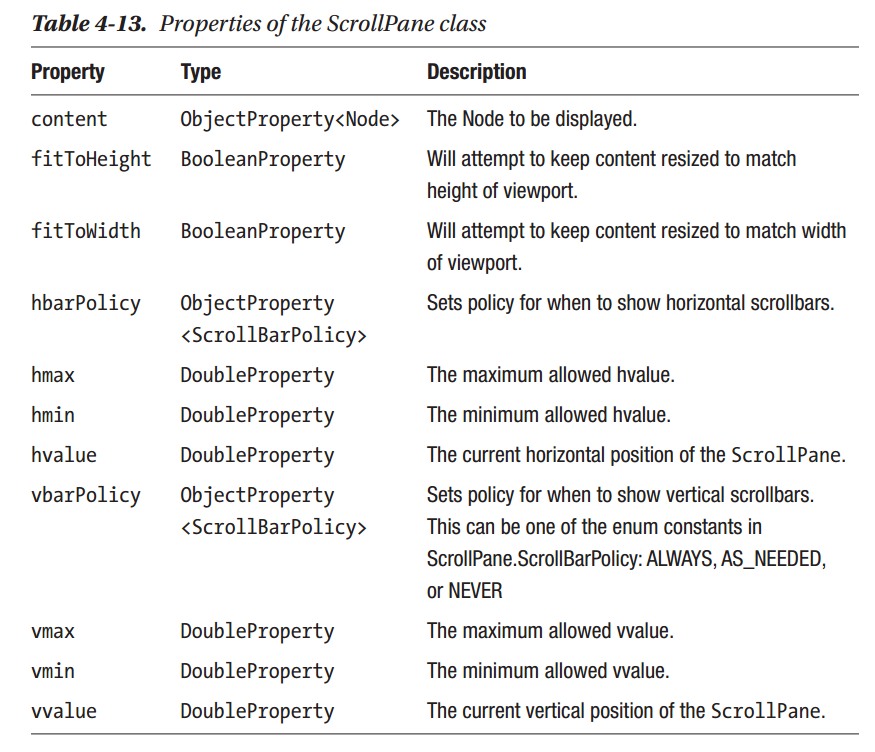 Table 4-13. Properties of the ScrollPane class
Property Type Description
content ObjectProperty<Node> The Node to be displayed.
fitToHeight BooleanProperty Will attempt to keep content resized to match
height of viewport.
fitToWidth BooleanProperty Will attempt to keep content resized to match width
of viewport.
hbarPolicy ObjectProperty Sets policy for when to show horizontal scrollbars.
<ScrollBarPolicy>
hmax DoubleProperty The maximum allowed hvalue.
hmin DoubleProperty The minimum allowed hvalue.
hvalue DoubleProperty The current horizontal position of the ScrollPane.
vbarPolicy ObjectProperty Sets policy for when to show vertical scrollbars.
<ScrollBarPolicy> This can be one of the enum constants in
ScrollPane.ScrollBarPolicy: ALWAYS, AS_NEEDED,
or NEVER
vmax DoubleProperty The maximum allowed vvalue.
vmin DoubleProperty The minimum allowed vvalue.
vvalue DoubleProperty The current vertical position of the ScrollPane.